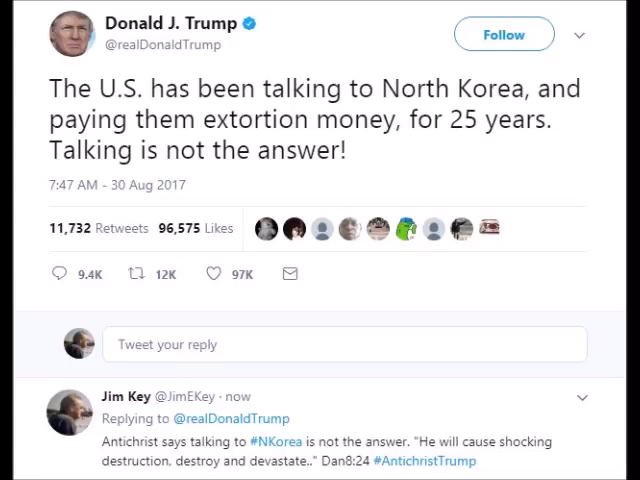 Donald J. Trump
@realDonaldTrump
Follow
The U.S. has been talking to North Korea, and
paying them extortion money, for 25 years.
Talking is not the answer!
7:47 AM - 30 Aug 2017
11,732 Retweets 96,575 Likes
9.4K 12K 97K
Tweet your reply
Jim Key @JimEKey · now
Replying to @realDonaldTrump
Antichrist says talking to #NKorea is not the answer. "He will cause shocking
destruction, destroy and devastate.." Dan8:24 #AntichristTrump